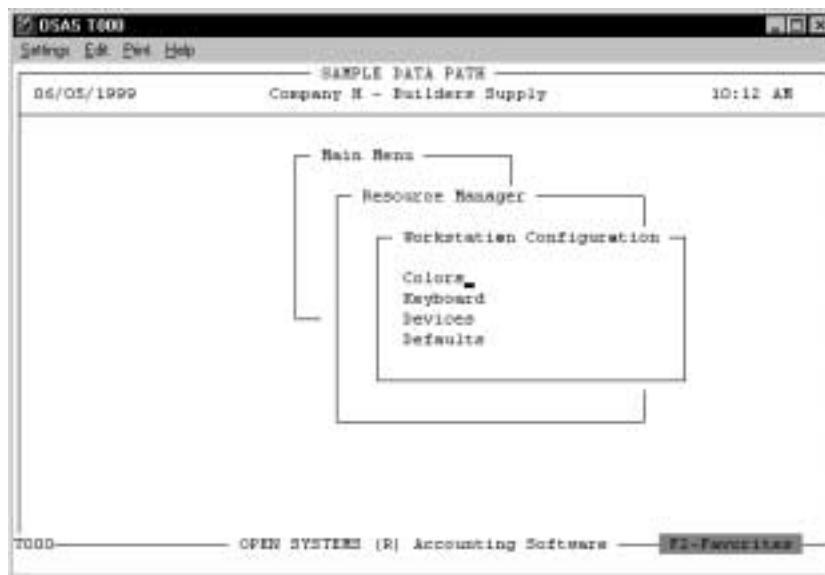 OSAS T000
Settings Edit Print Help
SAMPLE DATA PATH
06/05/1999 Company H - Builders Supply 10:12 AM
Main Menu
Resource Manager
Workstation Configuration
Colors
Keyboard
Devices
Defaults
T000 OPEN SYSTEMS (R) Accounting Software F2-Favorites